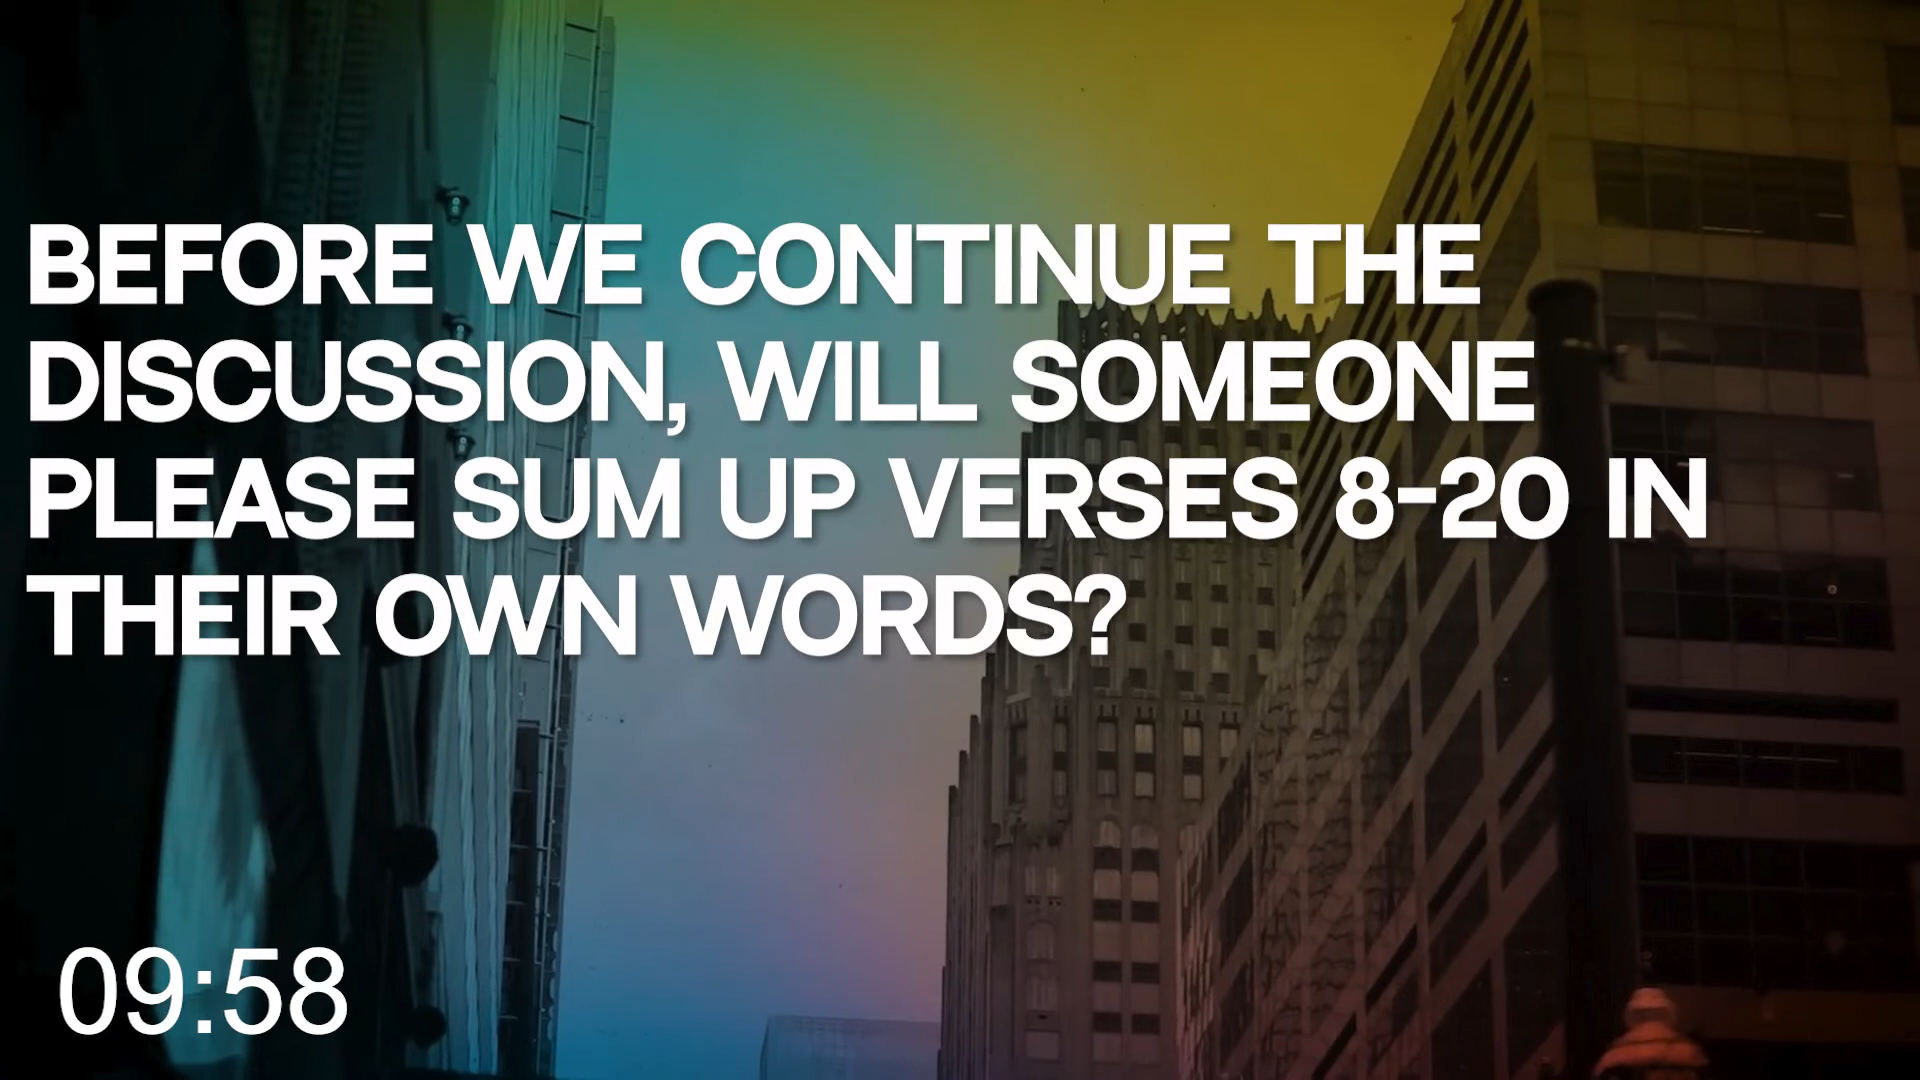 BEFORE WE CONTINUE THE
DISCUSSION, WILL SOMEONE
PLEASE SUM UP VERSES 8-20 IN
THEIR OWN WORDS?
09:58